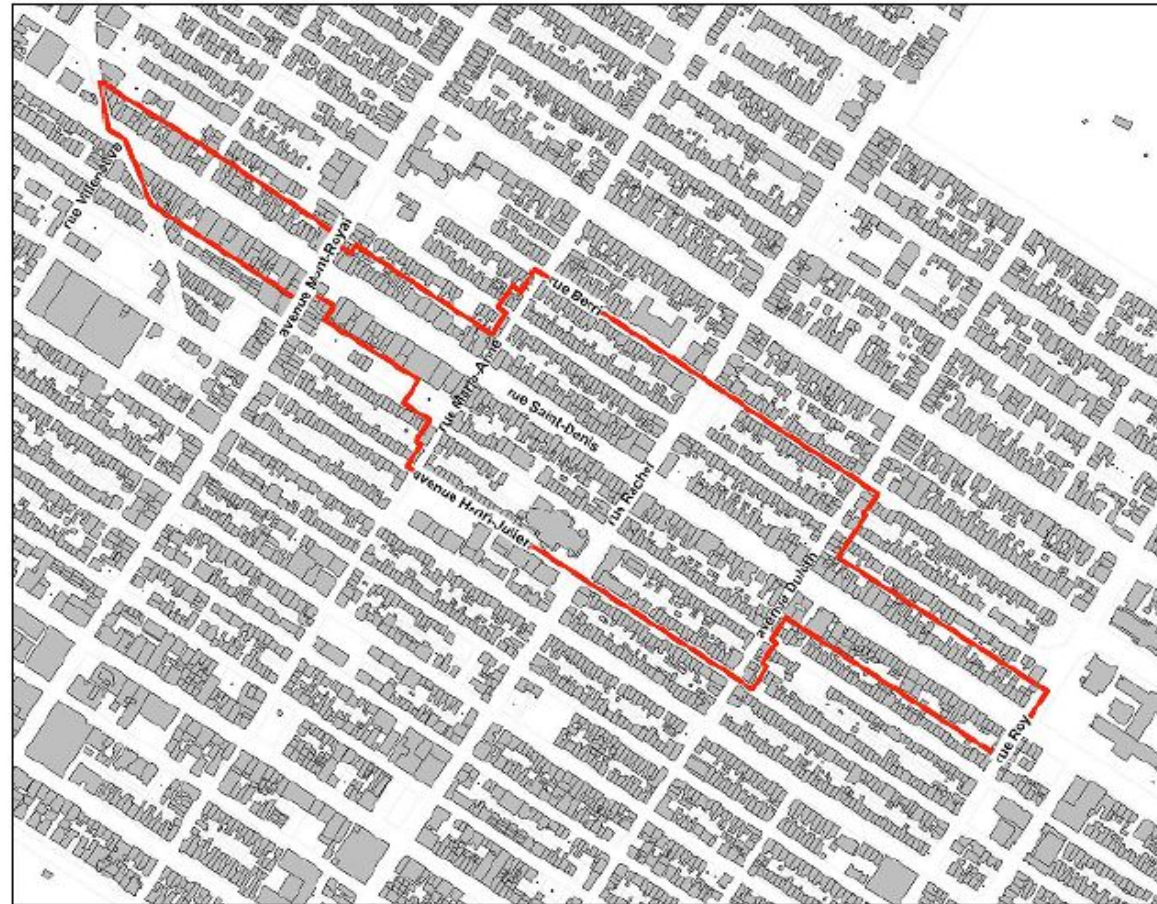 rue Villeneuve
avenue Mont-Royal
rue Berri
rue Marie-Anne
rue Saint-Denis
avenue Henri-Julien
rue Rachel
avenue Duluth
rue Roy